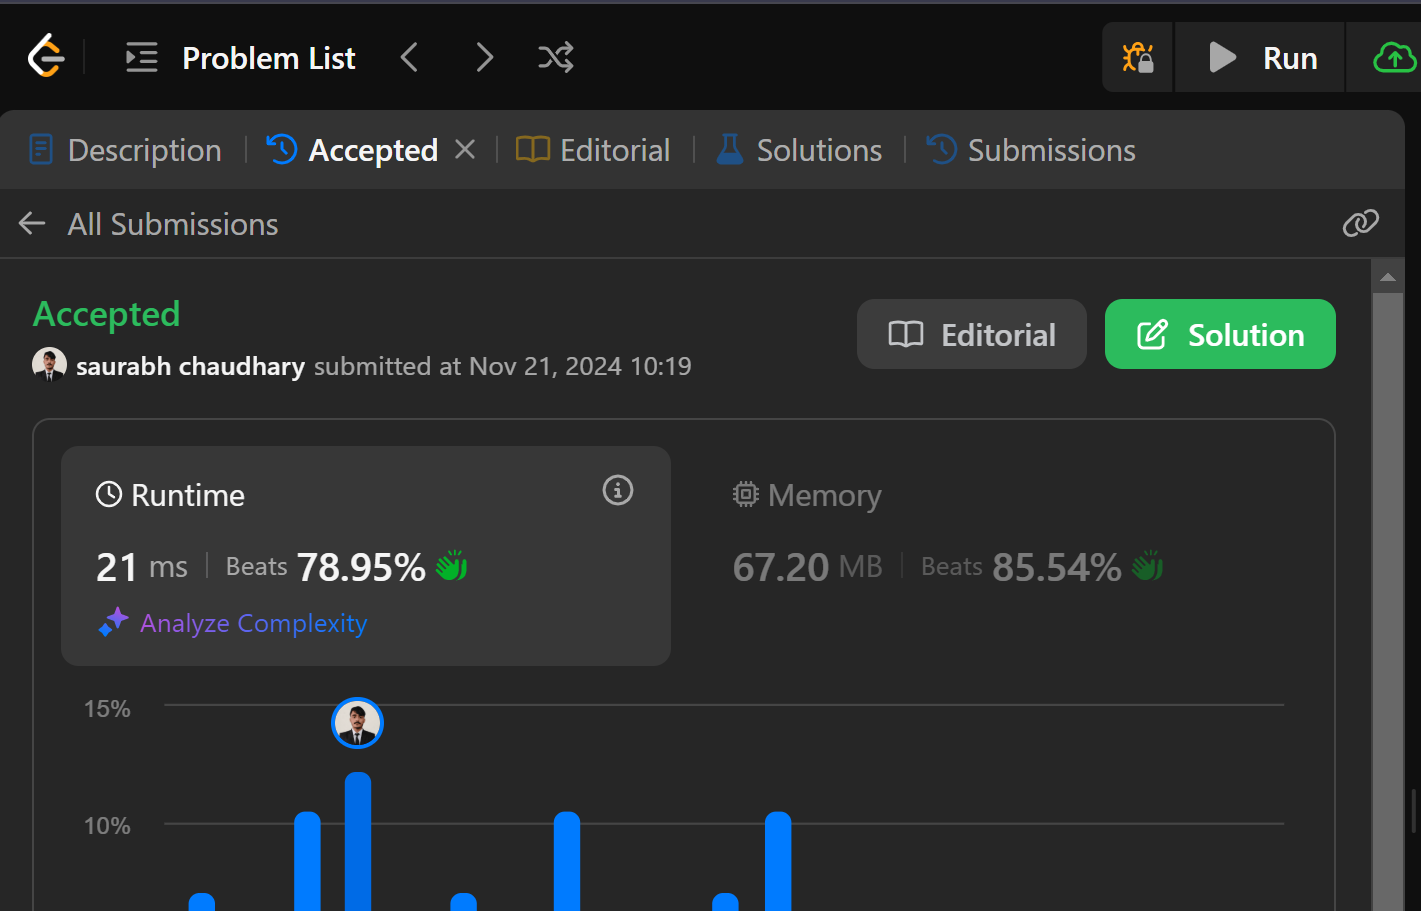 Problem List Run
Description Accepted Editorial Solutions Submissions
All Submissions
Accepted
Editorial Solution
saurabh chaudhary submitted at Nov 21, 2024 10:19
Runtime
21 ms Beats 78.95%
Analyze Complexity
Memory
67.20 MB Beats 85.54%
15%
10%